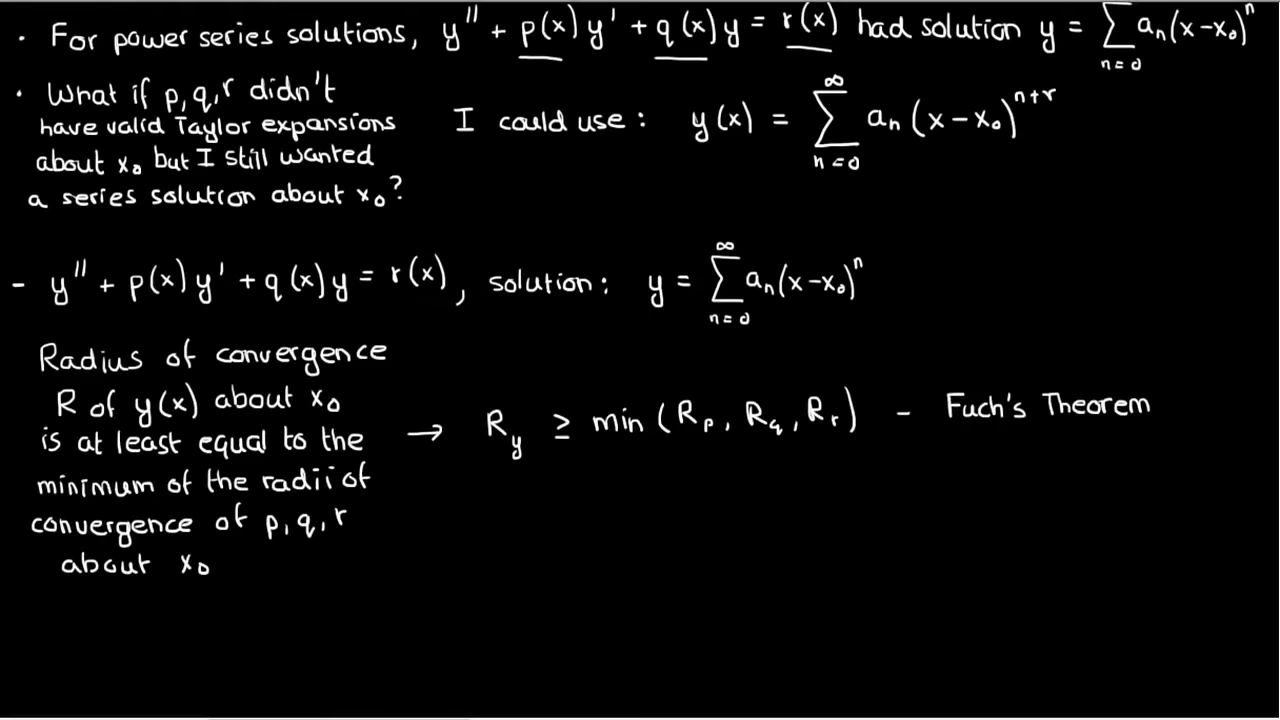 · For power series solutions, y'' + p(x) y' + q(x) y = r(x) had solution y = ∑_{n=0} a_n (x-x_0)^n
· What if p, q, r didn't
have valid Taylor expansions
about x_0 but I still wanted
a series solution about x_0?
I could use : y(x) = ∑_{n=0}^{∞} a_n (x-x_0)^{n+r}
- y'' + p(x) y' + q(x) y = r(x), solution: y = ∑_{n=0}^{∞} a_n (x-x_0)^n
Radius of convergence
R of y(x) about x_0
is at least equal to the
minimum of the radii of
convergence of p, q, r
about x_0
→ R_y ≥ min (R_p, R_q, R_r) - Fuch's Theorem